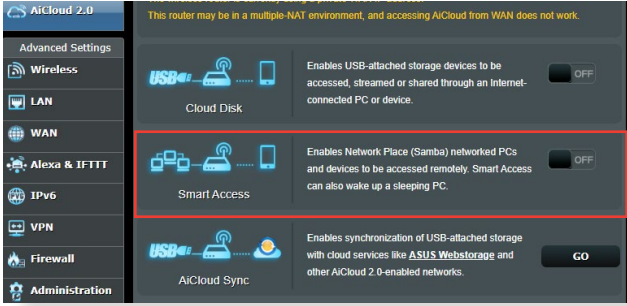 AiCloud 2.0
This router may be in a multiple-NAT environment, and accessing AiCloud from WAN does not work.
Advanced Settings
Wireless
LAN
WAN
Alexa & IFTTT
IPv6
VPN
Firewall
Administration
USB
Cloud Disk
Enables USB-attached storage devices to be
accessed, streamed or shared through an Internet-
connected PC or device.
OFF
Smart Access
Enables Network Place (Samba) networked PCs
and devices to be accessed remotely. Smart Access
can also wake up a sleeping PC.
OFF
USB
AiCloud Sync
Enables synchronization of USB-attached storage
with cloud services like ASUS Webstorage and
other AiCloud 2.0-enabled networks.
GO